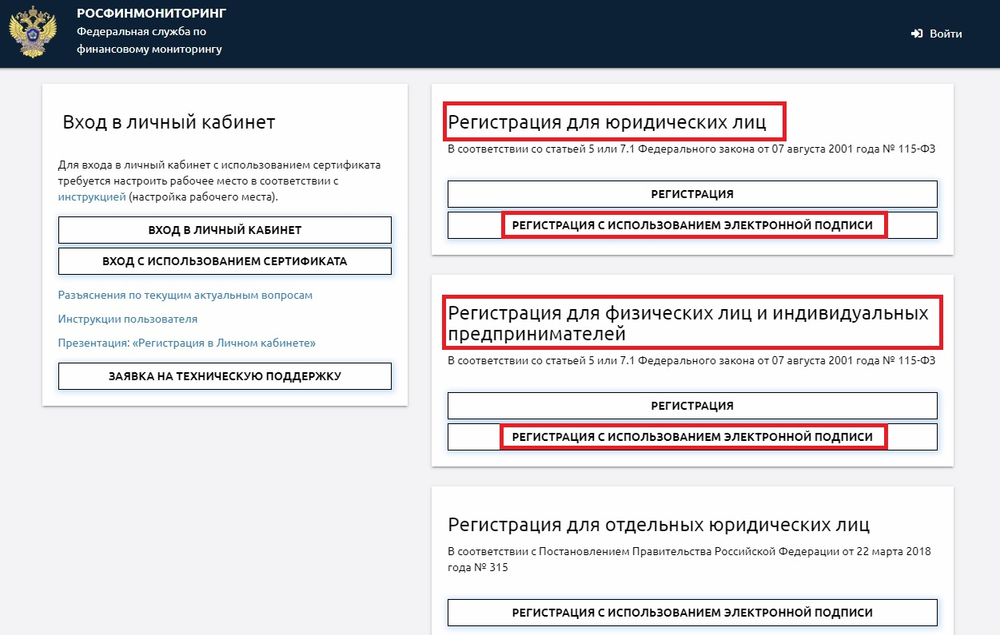 РОСФИНМОНИТОРИНГ
Федеральная служба по
финансовому мониторингу
Войти
Вход в личный кабинет
Для входа в личный кабинет с использованием сертификата
требуется настроить рабочее место в соответствии с
инструкцией (настройка рабочего места).
ВХОД В ЛИЧНЫЙ КАБИНЕТ
ВХОД С ИСПОЛЬЗОВАНИЕМ СЕРТИФИКАТА
Разъяснения по текущим актуальным вопросам
Инструкции пользователя
Презентация: «Регистрация в Личном кабинете»
ЗАЯВКА НА ТЕХНИЧЕСКУЮ ПОДДЕРЖКУ
Регистрация для юридических лиц
В соответствии со статьей 5 или 7.1 Федерального закона от 07 августа 2001 года № 115-ФЗ
РЕГИСТРАЦИЯ
РЕГИСТРАЦИЯ С ИСПОЛЬЗОВАНИЕМ ЭЛЕКТРОННОЙ ПОДПИСИ
Регистрация для физических лиц и индивидуальных
предпринимателей
В соответствии со статьей 5 или 7.1 Федерального закона от 07 августа 2001 года № 115-ФЗ
РЕГИСТРАЦИЯ
РЕГИСТРАЦИЯ С ИСПОЛЬЗОВАНИЕМ ЭЛЕКТРОННОЙ ПОДПИСИ
Регистрация для отдельных юридических лиц
В соответствии с Постановлением Правительства Российской Федерации от 22 марта 2018
года № 315
РЕГИСТРАЦИЯ С ИСПОЛЬЗОВАНИЕМ ЭЛЕКТРОННОЙ ПОДПИСИ